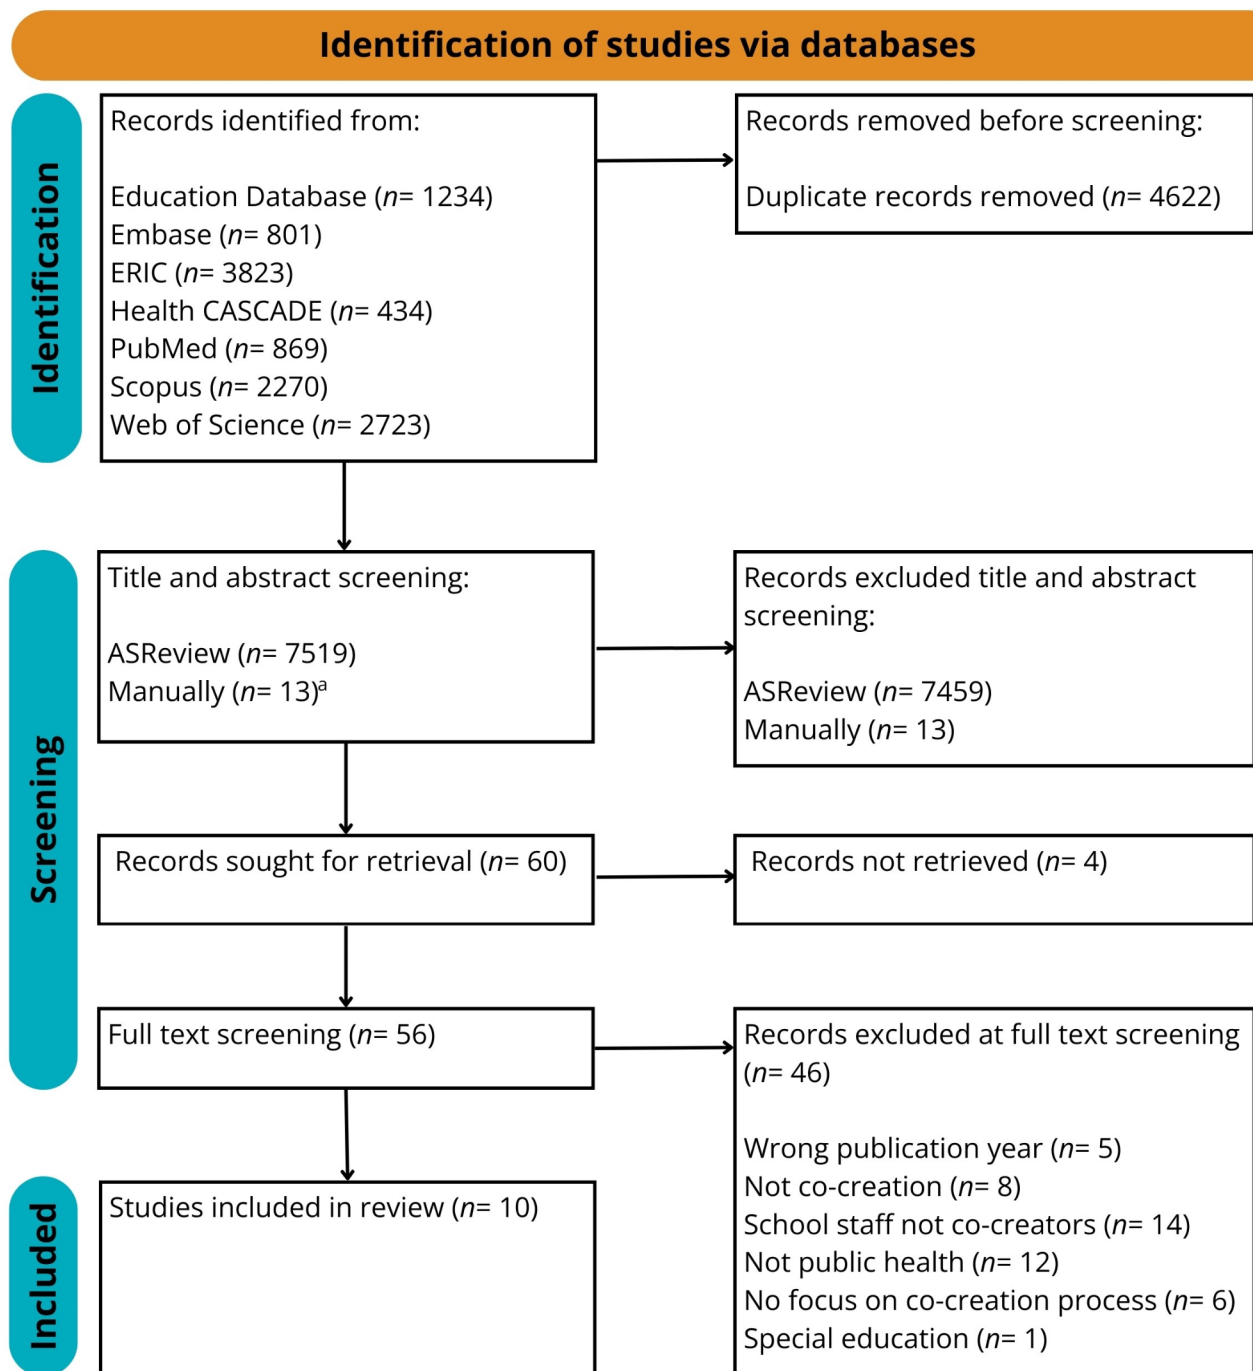 Identification of studies via databases
Identification
Records identified from:
Education Database (n= 1234)
Embase (n= 801)
ERIC (n= 3823)
Health CASCADE (n= 434)
PubMed (n= 869)
Scopus (n= 2270)
Web of Science (n= 2723)
Records removed before screening:
Duplicate records removed (n= 4622)
Screening
Title and abstract screening:
ASReview (n= 7519)
Manually (n= 13)a
Records excluded title and abstract
screening:
ASReview (n= 7459)
Manually (n= 13)
Records sought for retrieval (n= 60)
Records not retrieved (n= 4)
Full text screening (n= 56)
Records excluded at full text screening
(n= 46)
Wrong publication year (n= 5)
Not co-creation (n= 8)
School staff not co-creators (n= 14)
Not public health (n= 12)
No focus on co-creation process (n= 6)
Special education (n= 1)
Included
Studies included in review (n= 10)